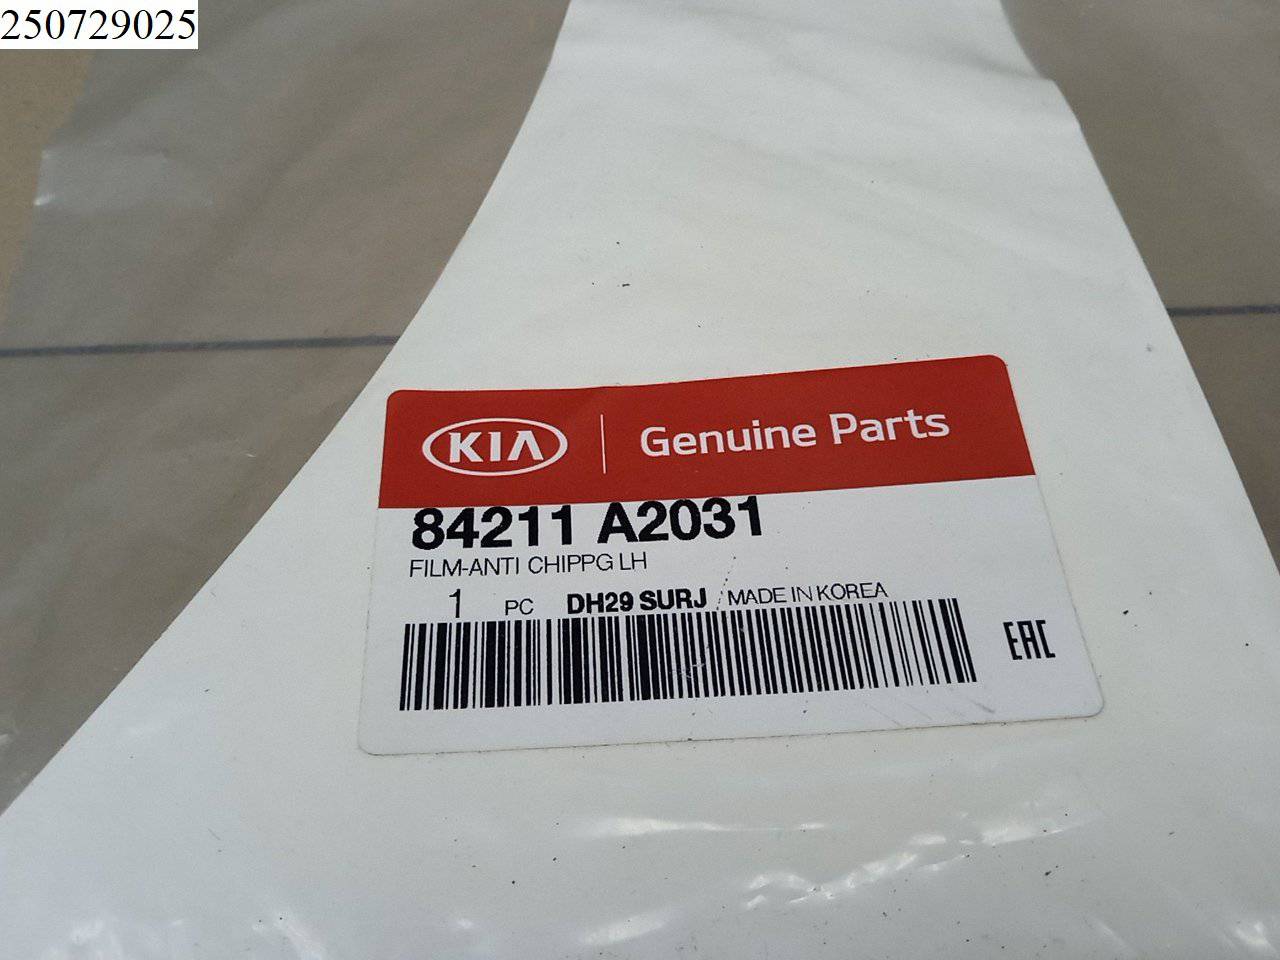 250729025
KIA Genuine Parts
84211 A2031
FILM-ANTI CHIPPG LH
1 PC DH29 SURJ / MADE IN KOREA
EAC